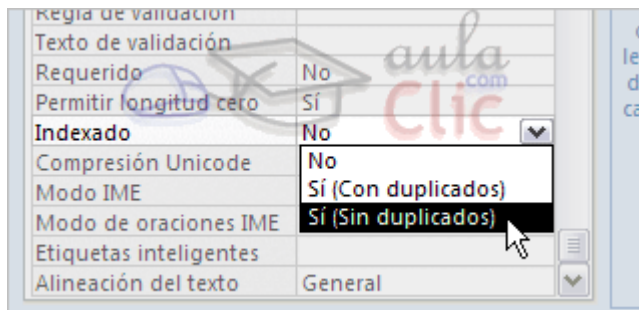 Regla de validación
Texto de validación
Requerido No
Permitir longitud cero Sí
Indexado No
No
Compresión Unicode
Sí (Con duplicados)
Modo IME
Sí (Sin duplicados)
Modo de oraciones IME
Etiquetas inteligentes
Alineación del texto General
aula
.com
Clic